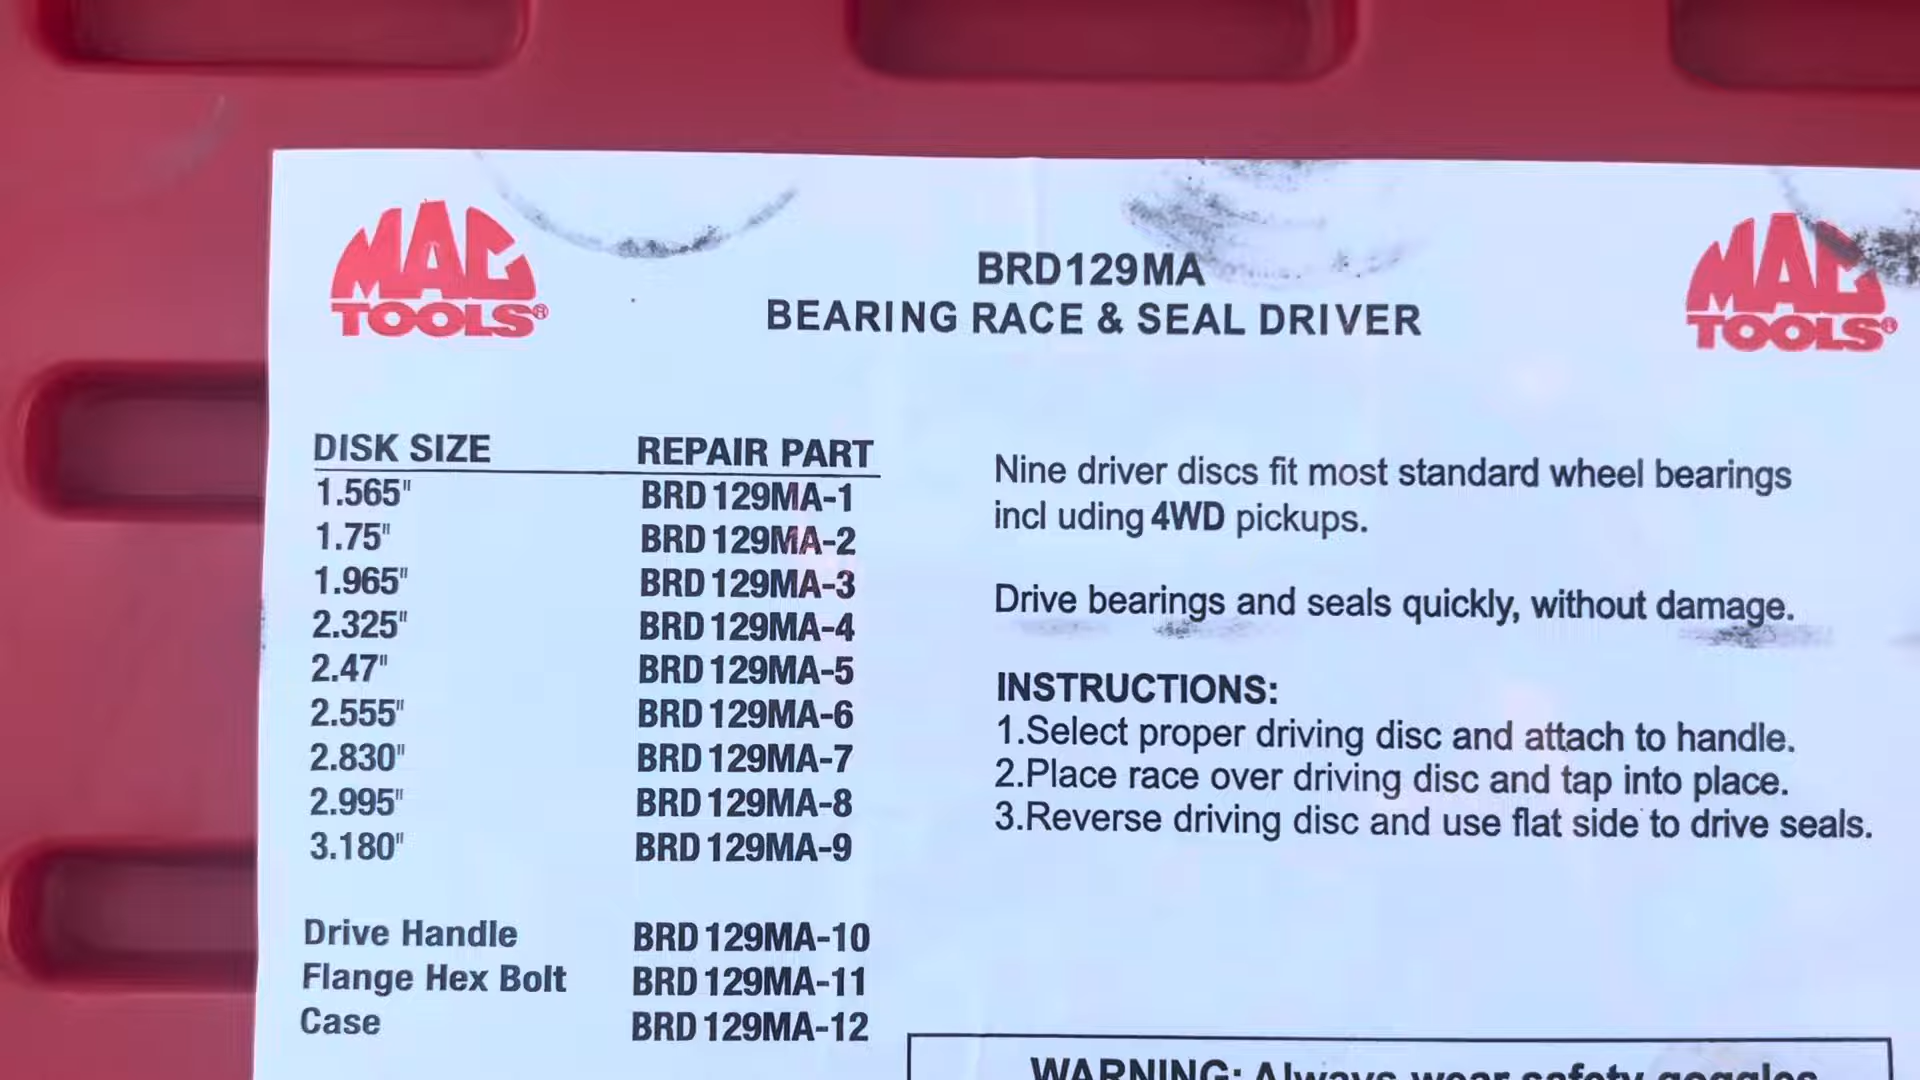 MAC
TOOLS®
BRD129MA
BEARING RACE & SEAL DRIVER
MAC
TOOLS®
DISK SIZE REPAIR PART
1.565" BRD129MA-1
1.75" BRD129MA-2
1.965" BRD129MA-3
2.325" BRD129MA-4
2.47" BRD129MA-5
2.555" BRD129MA-6
2.830" BRD129MA-7
2.995" BRD129MA-8
3.180" BRD129MA-9
Drive Handle BRD129MA-10
Flange Hex Bolt BRD129MA-11
Case BRD129MA-12
Nine driver discs fit most standard wheel bearings
incl uding 4WD pickups.
Drive bearings and seals quickly, without damage.
INSTRUCTIONS:
1.Select proper driving disc and attach to handle.
2.Place race over driving disc and tap into place.
3.Reverse driving disc and use flat side to drive seals.
WARNING: Always wear safety goggles